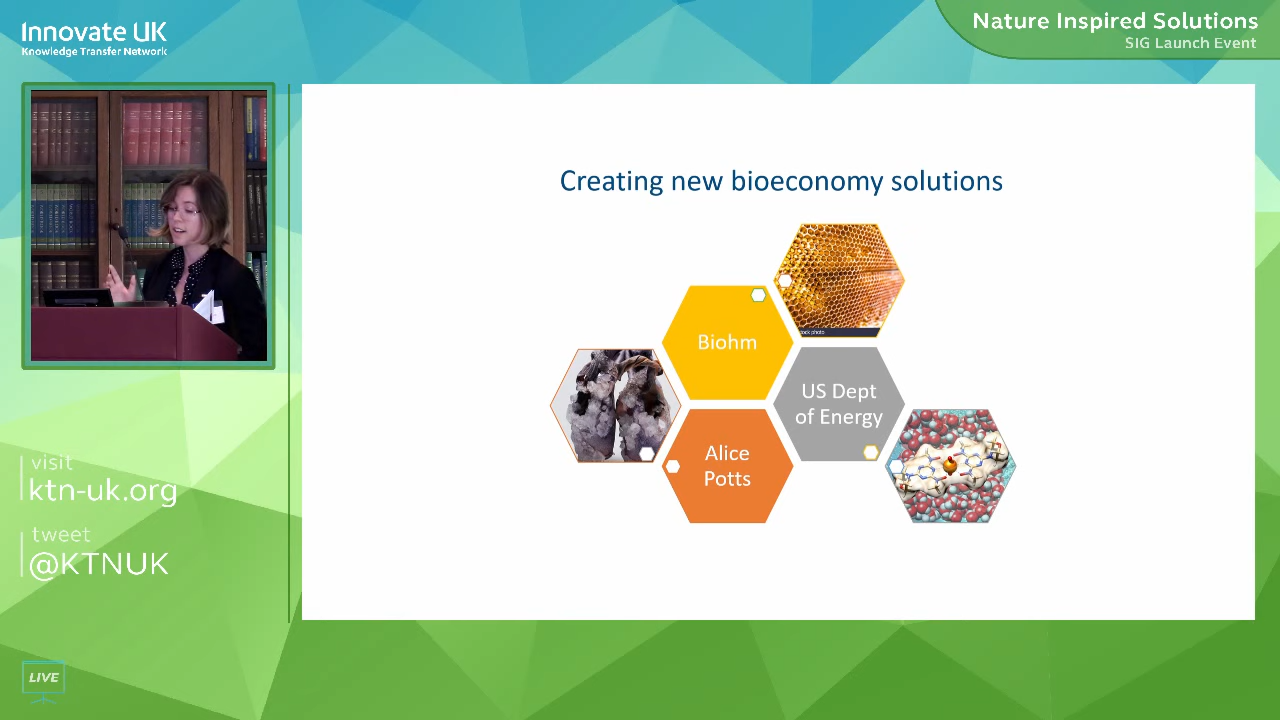 Innovate UK
Knowledge Transfer Network
Nature Inspired Solutions
SIG Launch Event
Creating new bioeconomy solutions
Biohm
US Dept
of Energy
Alice
Potts
visit
ktn-uk.org
tweet
@KTNUK
LIVE